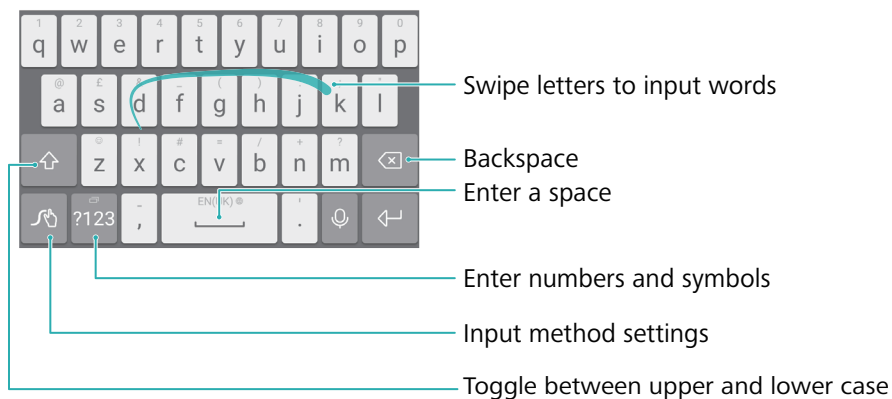 1 2 3 4 5 6 7 8 9 0
q w e r t y u i o p
@ £ & _ ( )
a s d f g h j k l
! # = / + ?
z x c v b n m
EN(UK)
?123 , .
Swipe letters to input words
Backspace
Enter a space
Enter numbers and symbols
Input method settings
Toggle between upper and lower case